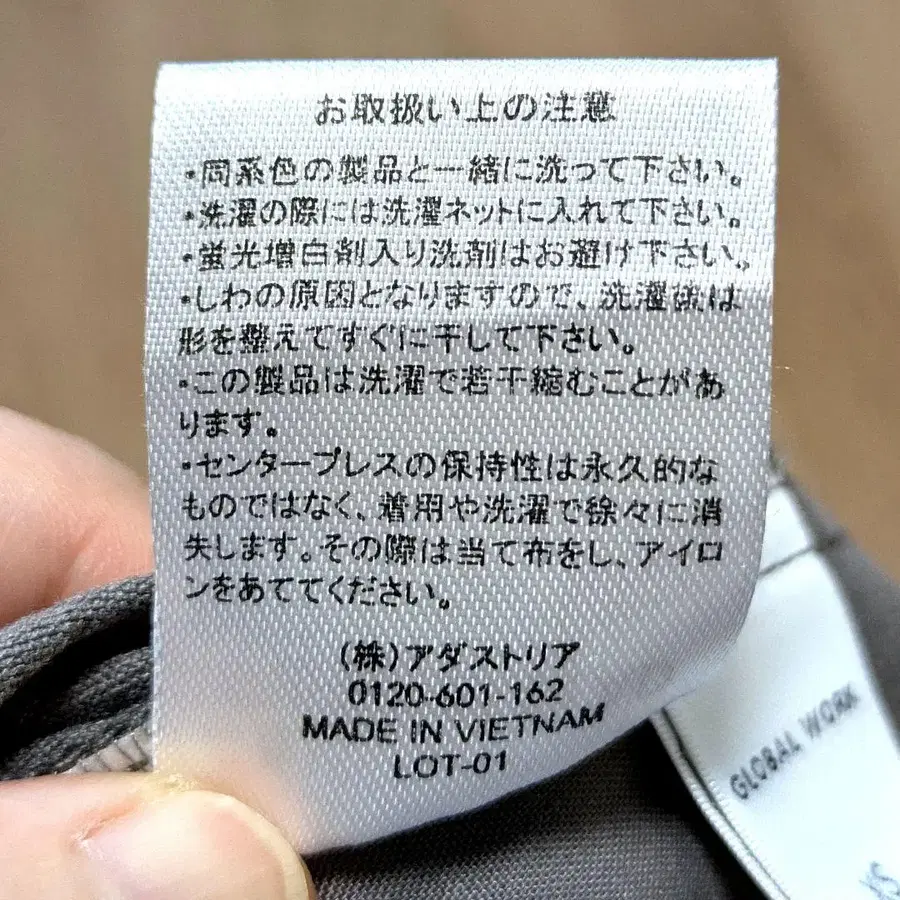 お取扱い上の注意
・同系色の製品と一緒に洗って下さい。
・洗濯の際には洗濯ネットに入れて下さい。
・蛍光増白剤入り洗剤はお避け下さい。
・しわの原因となりますので、洗濯後は
形を整えてすぐに干して下さい。
・この製品は洗濯で若干縮むことがあ
ります。
・センタープレスの保持性は永久的な
ものではなく、着用や洗濯で徐々に消
失します。その際は当て布をし、アイロ
ンをあててください。
(株)アダストリア
0120-601-162
MADE IN VIETNAM
LOT-01
GLOBAL WORK
XS